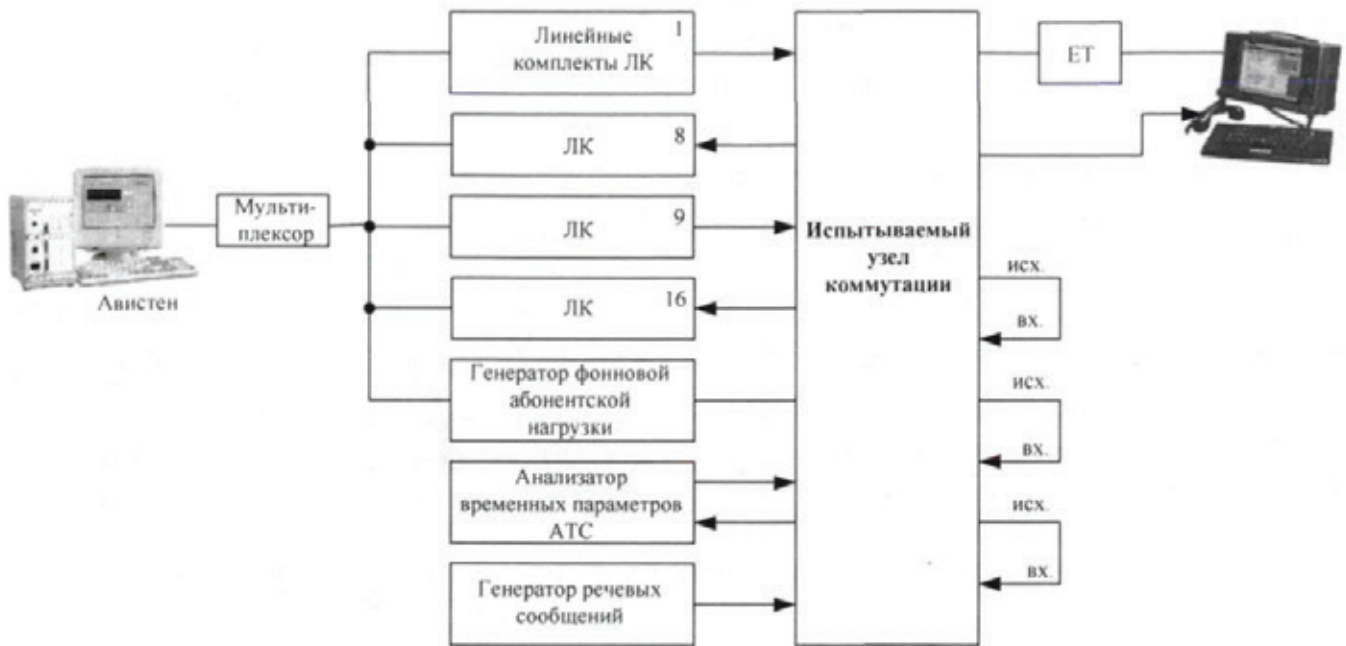 1
Линейные
комплекты ЛК
ЕТ
8
ЛК
Мульти-
плексор
9
ЛК
Испытываемый
узел
коммутации
Авистен
16
ЛК
исх.
вх.
Генератор фонновой
абонентской
нагрузки
исх.
вх.
Анализатор
временных параметров
АТС
исх.
вх.
Генератор речевых
сообщений